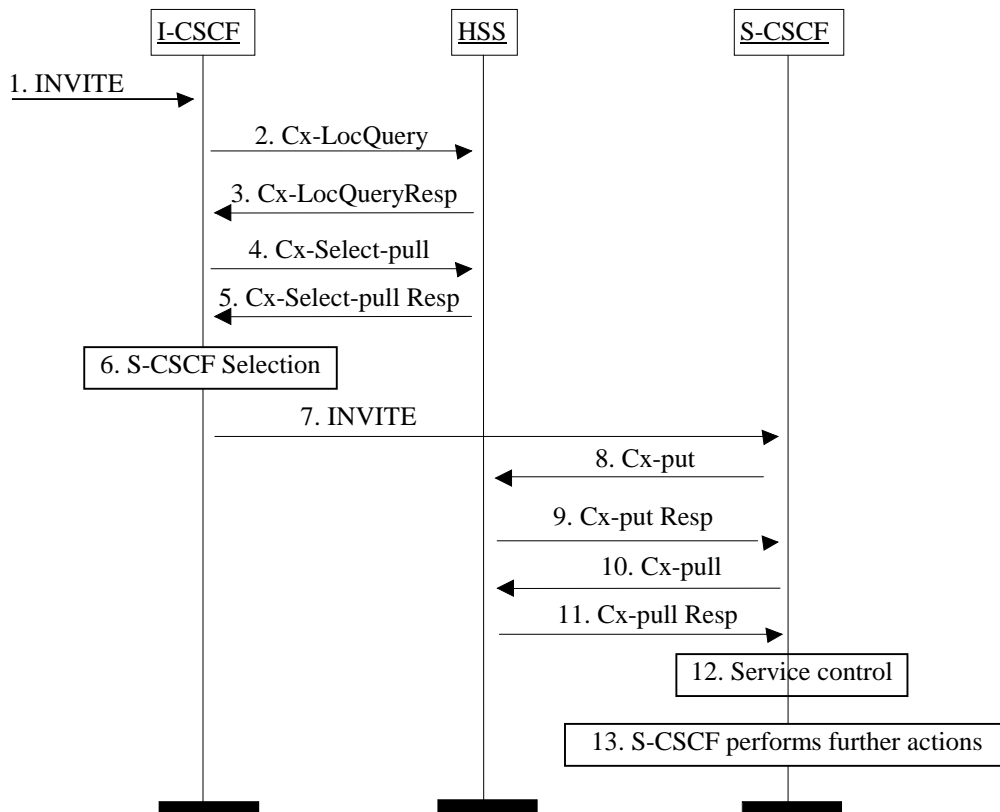 I-CSCF
HSS
S-CSCF
1. INVITE
2. Cx-LocQuery
3. Cx-LocQueryResp
4. Cx-Select-pull
5. Cx-Select-pull Resp
6. S-CSCF Selection
7. INVITE
8. Cx-put
9. Cx-put Resp
10. Cx-pull
11. Cx-pull Resp
12. Service control
13. S-CSCF performs further actions